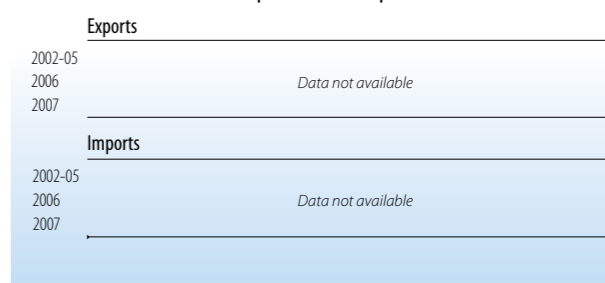 Exports
2002-05
2006 Data not available
2007
Imports
2002-05
2006 Data not available
2007